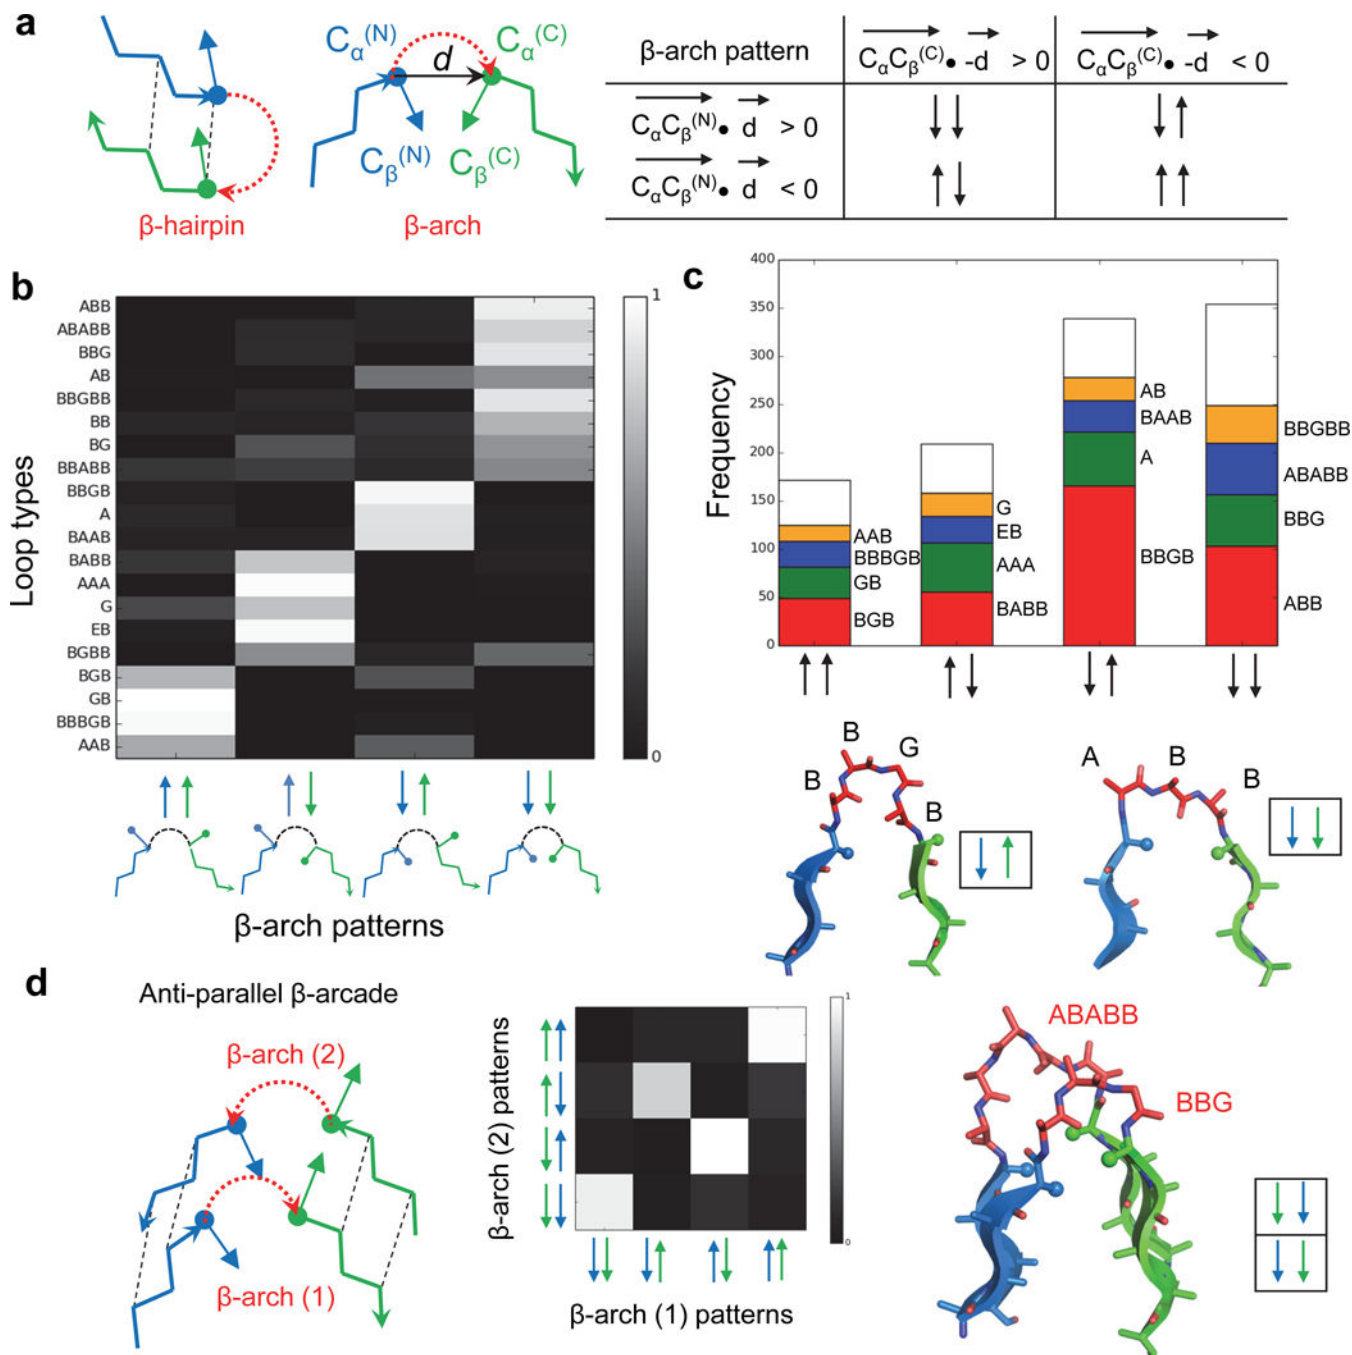 a
Cα(N)
Cα(C)
d
Cβ(N)
Cβ(C)
β-hairpin
β-arch
β-arch pattern
CαCβ(C)• -d > 0
CαCβ(C)• -d < 0
CαCβ(N)• d > 0
↓↓
↓↑
CαCβ(N)• d < 0
↑↓
↑↑
b
Loop types
ABB
ABABB
BBG
AB
BBGBB
BB
BG
BBABB
BBGB
A
BAAB
BABB
AAA
G
EB
BGBB
BGB
GB
BBBGB
AAB
1
0
↑↑ ↑↓ ↓↑ ↓↓
β-arch patterns
c
Frequency
400
350
300
250
200
150
100
50
0
AAB
BBBGB
GB
BGB
G
EB
AAA
BABB
AB
BAAB
A
BBGB
BBGBB
ABABB
BBG
ABB
↑↑ ↑↓ ↓↑ ↓↓
B
B
G
B
↓↑
A
B
B
↓↓
d
Anti-parallel β-arcade
β-arch (2)
β-arch (1)
β-arch (2) patterns
↑↑
↑↓
↓↑
↓↓
1
0
↓↓ ↓↑ ↑↓ ↑↑
β-arch (1) patterns
ABABB
BBG
↓↓
↓↓